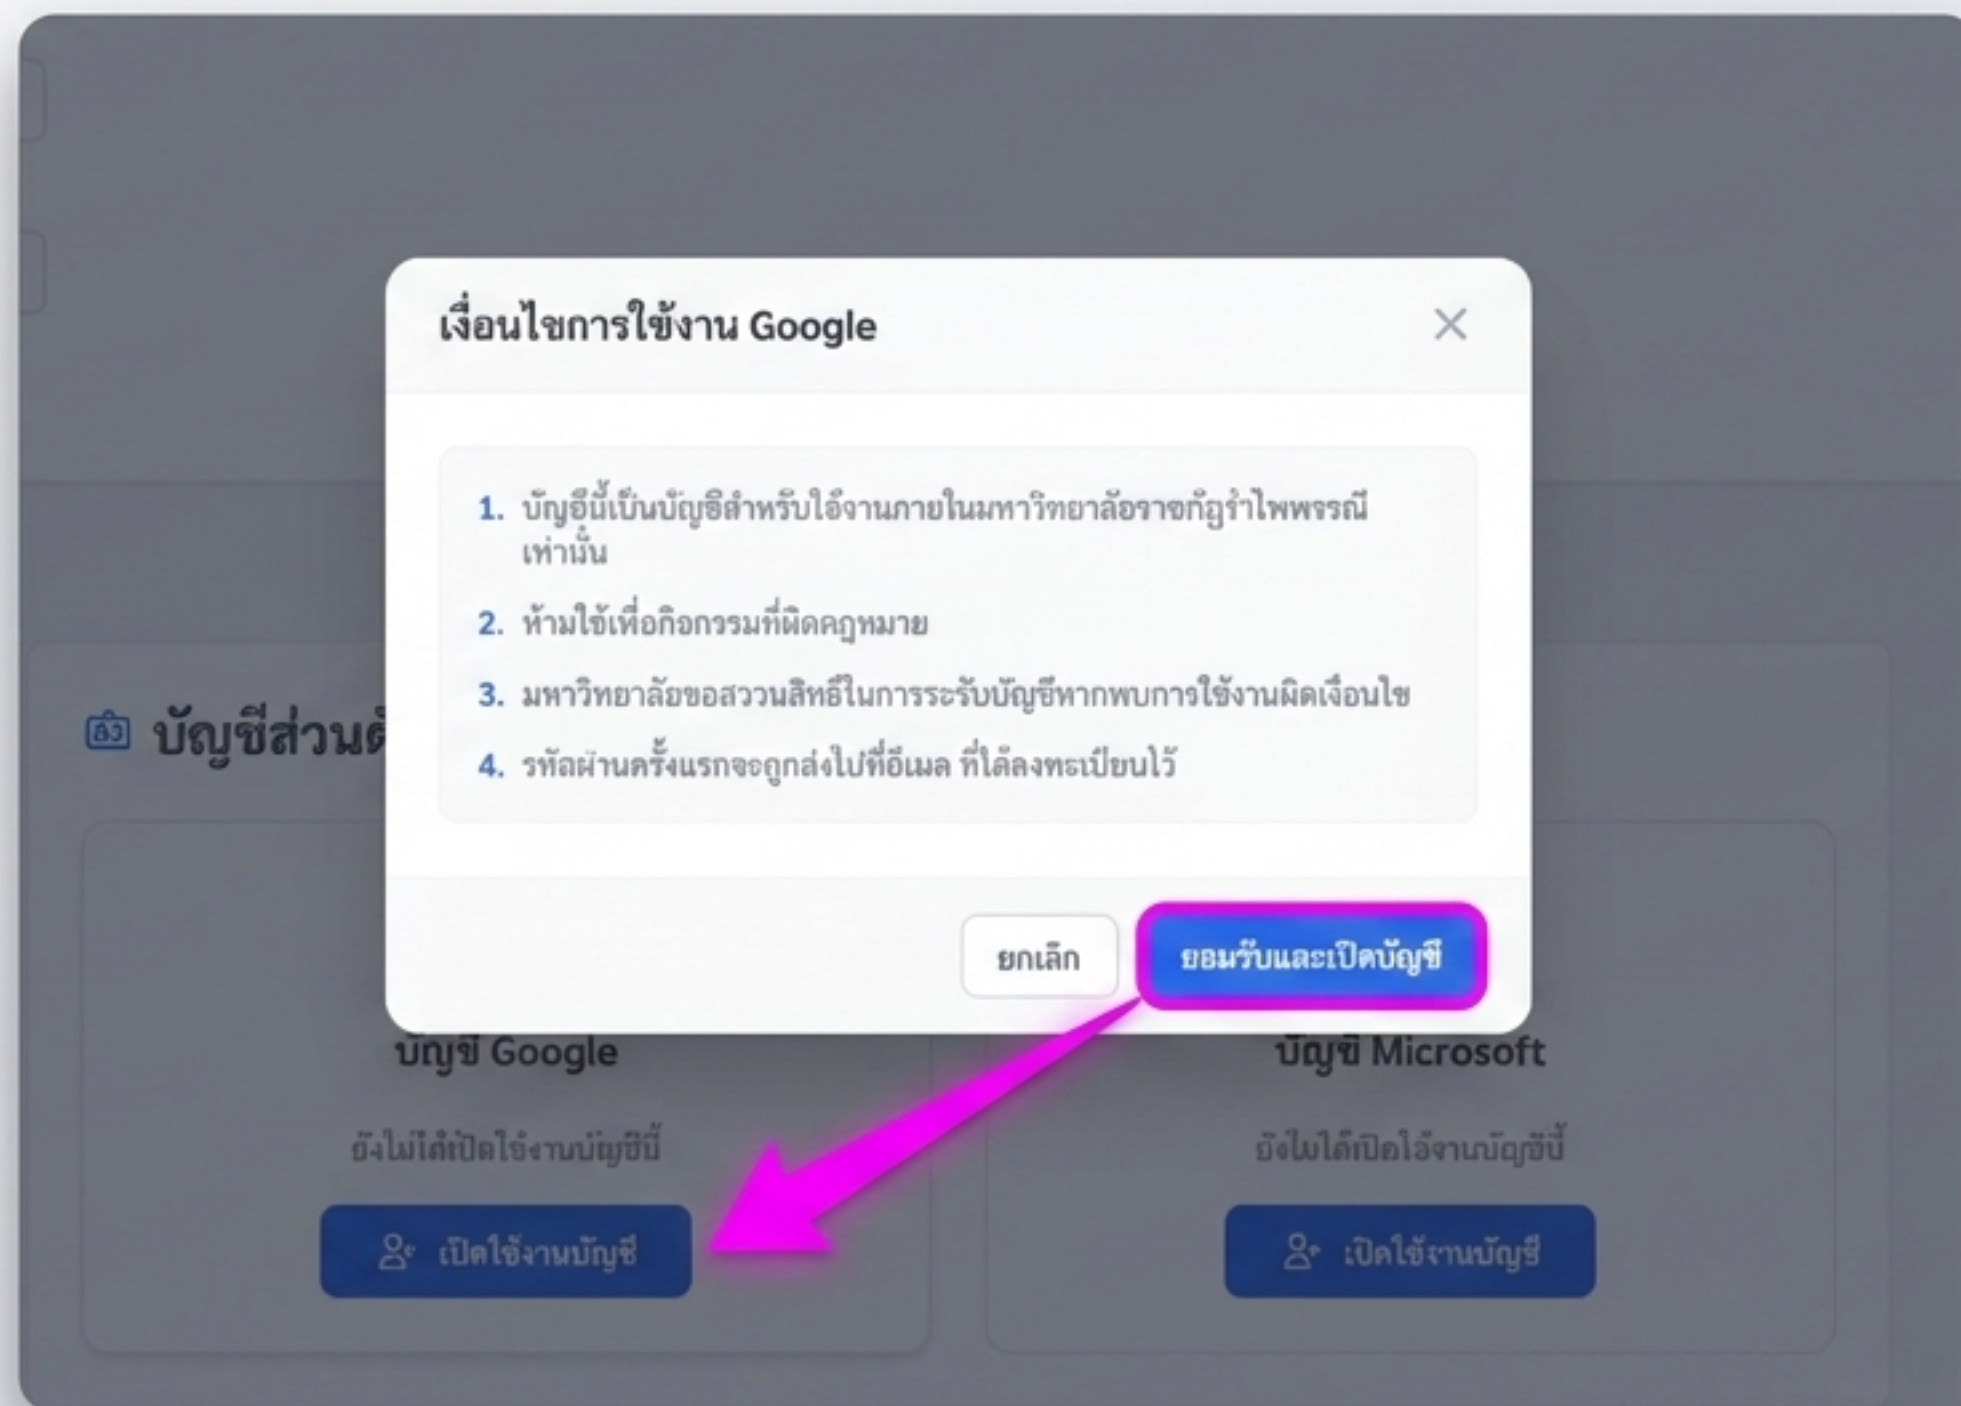 เงื่อนไขการใช้งาน Google
1. บัญชีนี้เป็นบัญชีสำหรับใช้งานภายในมหาวิทยาลัยราชภัฏรำไพพรรณี
เท่านั้น
2. ห้ามใช้เพื่อกิจกรรมที่ผิดกฎหมาย
3. มหาวิทยาลัยขอสววนสิทธิ์ในการระรับบัญชีหากพบการใช้งานผิดเงื่อนไข
4. รหัสผ่านครั้งแรกจะถูกส่งไปที่อีเมล ที่ได้ลงทะเบียนไว้
บัญชีส่วนตั
ยกเลิก
ยอมรับและเปิดบัญชี
บัญชี Google
บัญชี Microsoft
ยังไม่ได้เปิดใช้งานบัญชีนี้
ยังไม่ได้เปิดใช้งานบัญชีนี้
เปิดใช้งานบัญชี
เปิดใช้งานบัญชี